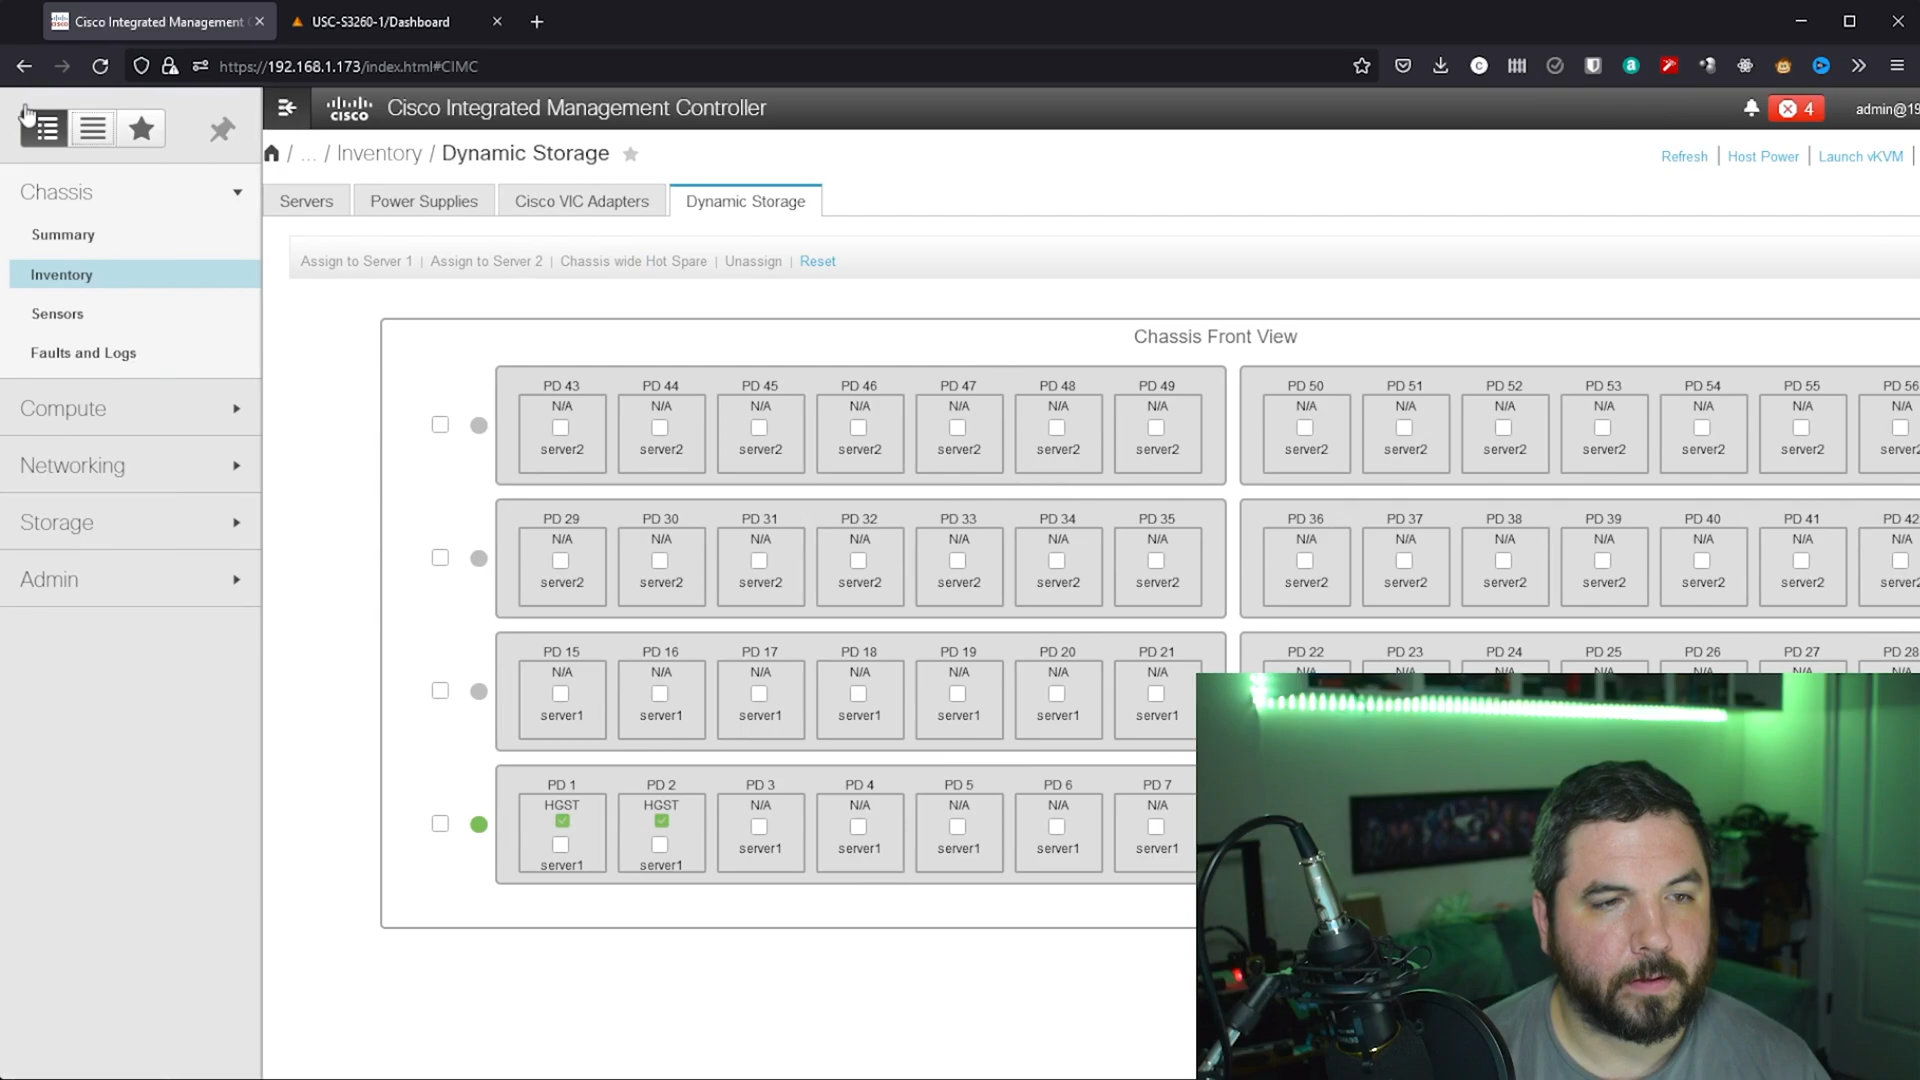 Cisco Integrated Management
USC-S3260-1/Dashboard
https://192.168.1.173/index.html#CIMC
cisco
Cisco Integrated Management Controller
4
admin@19
/ ... / Inventory / Dynamic Storage
Refresh | Host Power | Launch vKVM |
Servers
Power Supplies
Cisco VIC Adapters
Dynamic Storage
Assign to Server 1 | Assign to Server 2 | Chassis wide Hot Spare | Unassign | Reset
Chassis
Summary
Inventory
Sensors
Faults and Logs
Compute
Networking
Storage
Admin
Chassis Front View
PD 43 PD 44 PD 45 PD 46 PD 47 PD 48 PD 49 PD 50 PD 51 PD 52 PD 53 PD 54 PD 55 PD 56
N/A N/A N/A N/A N/A N/A N/A N/A N/A N/A N/A N/A N/A N/A
server2 server2 server2 server2 server2 server2 server2 server2 server2 server2 server2 server2 server2 server2
PD 29 PD 30 PD 31 PD 32 PD 33 PD 34 PD 35 PD 36 PD 37 PD 38 PD 39 PD 40 PD 41 PD 42
N/A N/A N/A N/A N/A N/A N/A N/A N/A N/A N/A N/A N/A N/A
server2 server2 server2 server2 server2 server2 server2 server2 server2 server2 server2 server2 server2 server2
PD 15 PD 16 PD 17 PD 18 PD 19 PD 20 PD 21 PD 22 PD 23 PD 24 PD 25 PD 26 PD 27 PD 28
N/A N/A N/A N/A N/A N/A N/A N/A N/A N/A N/A N/A N/A N/A
server1 server1 server1 server1 server1 server1 server1
PD 1 PD 2 PD 3 PD 4 PD 5 PD 6 PD 7
HGST HGST N/A N/A N/A N/A N/A
server1 server1 server1 server1 server1
server1 server1